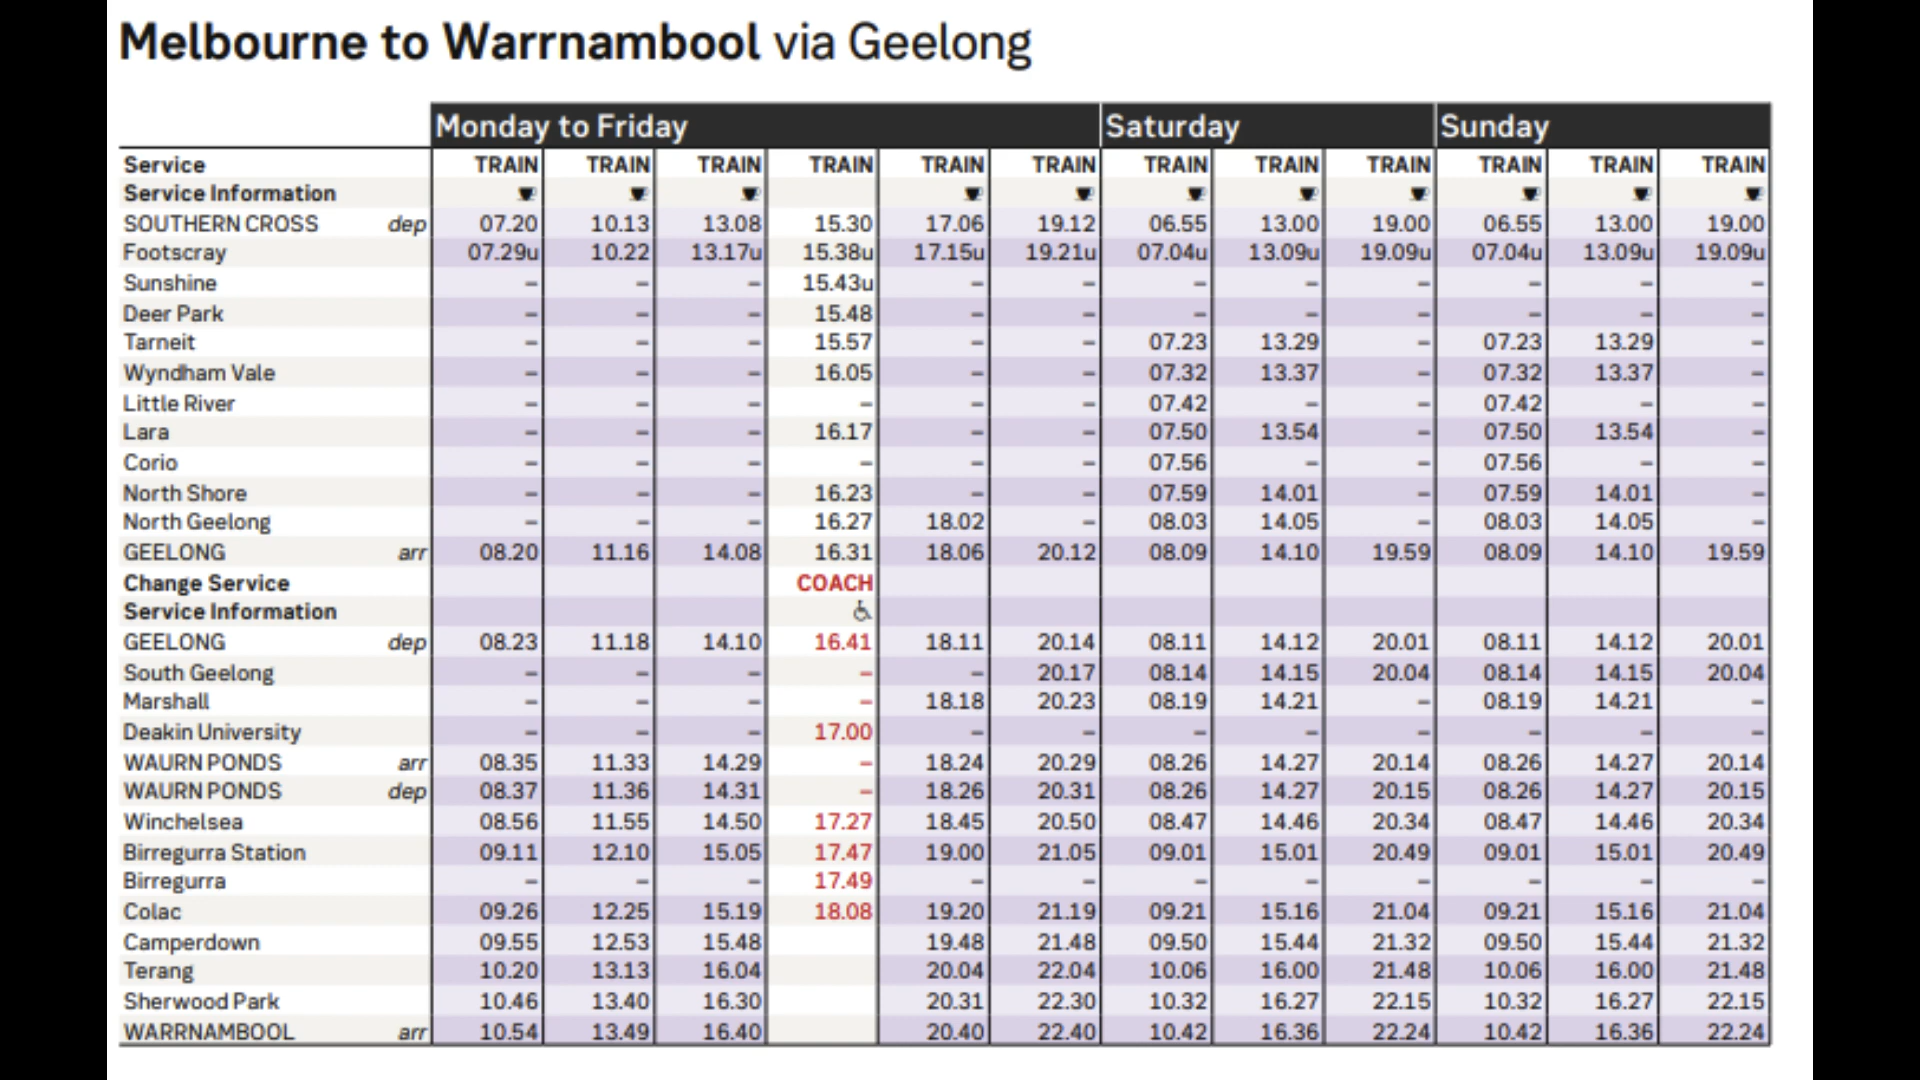 Melbourne to Warrnambool via Geelong
Monday to Friday Saturday Sunday
Service TRAIN TRAIN TRAIN TRAIN TRAIN TRAIN TRAIN TRAIN TRAIN TRAIN TRAIN TRAIN
Service Information
SOUTHERN CROSS dep 07.20 10.13 13.08 15.30 17.06 19.12 06.55 13.00 19.00 06.55 13.00 19.00
Footscray 07.29u 10.22 13.17u 15.38u 17.15u 19.21u 07.04u 13.09u 19.09u 07.04u 13.09u 19.09u
Sunshine – – – 15.43u – – – – – – – –
Deer Park – – – 15.48 – – – – – – – –
Tarneit – – – 15.57 – – 07.23 13.29 – 07.23 13.29 –
Wyndham Vale – – – 16.05 – – 07.32 13.37 – 07.32 13.37 –
Little River – – – – – – 07.42 – – 07.42 – –
Lara – – – 16.17 – – 07.50 13.54 – 07.50 13.54 –
Corio – – – – – – 07.56 – – 07.56 – –
North Shore – – – 16.23 – – 07.59 14.01 – 07.59 14.01 –
North Geelong – – – 16.27 18.02 – 08.03 14.05 – 08.03 14.05 –
GEELONG arr 08.20 11.16 14.08 16.31 18.06 20.12 08.09 14.10 19.59 08.09 14.10 19.59
Change Service COACH
Service Information
GEELONG dep 08.23 11.18 14.10 16.41 18.11 20.14 08.11 14.12 20.01 08.11 14.12 20.01
South Geelong – – – – – 20.17 08.14 14.15 20.04 08.14 14.15 20.04
Marshall – – – – 18.18 20.23 08.19 14.21 – 08.19 14.21 –
Deakin University – – – 17.00 – – – – – – – –
WAURN PONDS arr 08.35 11.33 14.29 – 18.24 20.29 08.26 14.27 20.14 08.26 14.27 20.14
WAURN PONDS dep 08.37 11.36 14.31 – 18.26 20.31 08.26 14.27 20.15 08.26 14.27 20.15
Winchelsea 08.56 11.55 14.50 17.27 18.45 20.50 08.47 14.46 20.34 08.47 14.46 20.34
Birregurra Station 09.11 12.10 15.05 17.47 19.00 21.05 09.01 15.01 20.49 09.01 15.01 20.49
Birregurra – – – 17.49 – – – – – – – –
Colac 09.26 12.25 15.19 18.08 19.20 21.19 09.21 15.16 21.04 09.21 15.16 21.04
Camperdown 09.55 12.53 15.48 19.48 21.48 09.50 15.44 21.32 09.50 15.44 21.32
Terang 10.20 13.13 16.04 20.04 22.04 10.06 16.00 21.48 10.06 16.00 21.48
Sherwood Park 10.46 13.40 16.30 20.31 22.30 10.32 16.27 22.15 10.32 16.27 22.15
WARRNAMBOOL arr 10.54 13.49 16.40 20.40 22.40 10.42 16.36 22.24 10.42 16.36 22.24